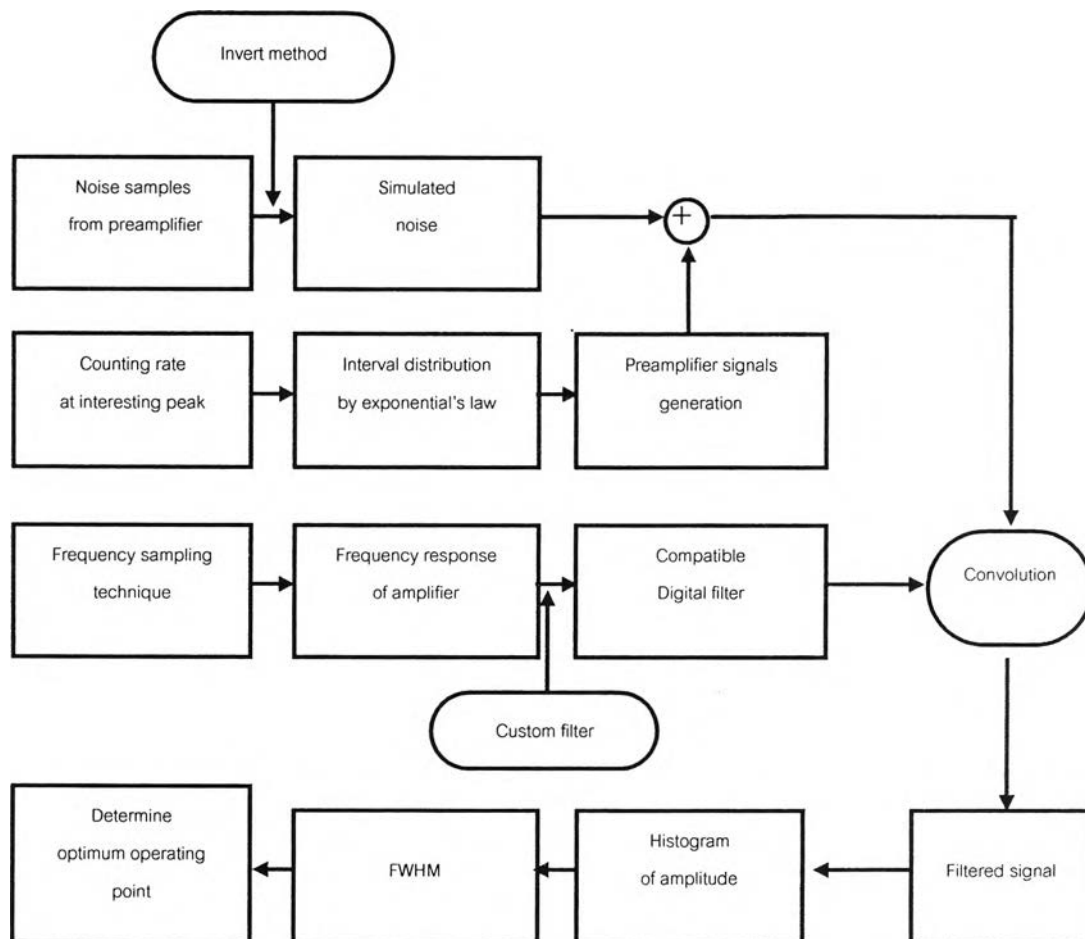 Invert method
Noise samples
from preamplifier
Simulated
noise
+
Counting rate
at interesting peak
Interval distribution
by exponential's law
Preamplifier signals
generation
Frequency sampling
technique
Frequency response
of amplifier
Compatible
Digital filter
Convolution
Custom filter
Determine
optimum operating
point
FWHM
Histogram
of amplitude
Filtered signal